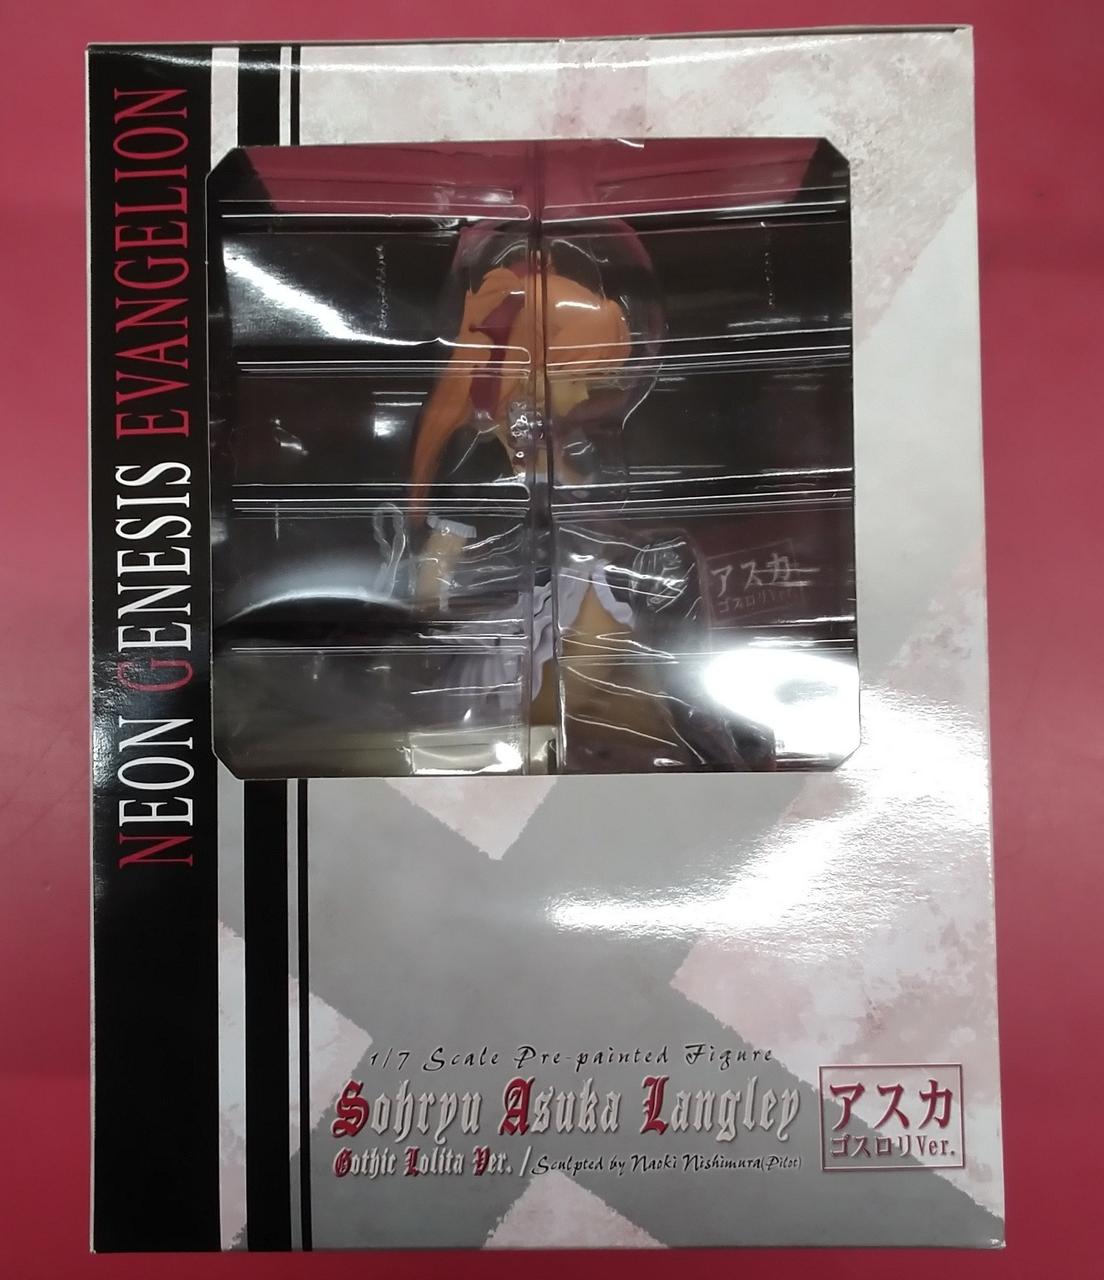 NEON GENESIS EVANGELION
アスカ
ゴスロリVer.
1/7 Scale Pre-painted Figure
Sohryu Asuka Langley
Gothic Lolita Ver. / Sculpted by Naoki Nishimura(Pilot)
アスカ
ゴスロリVer.